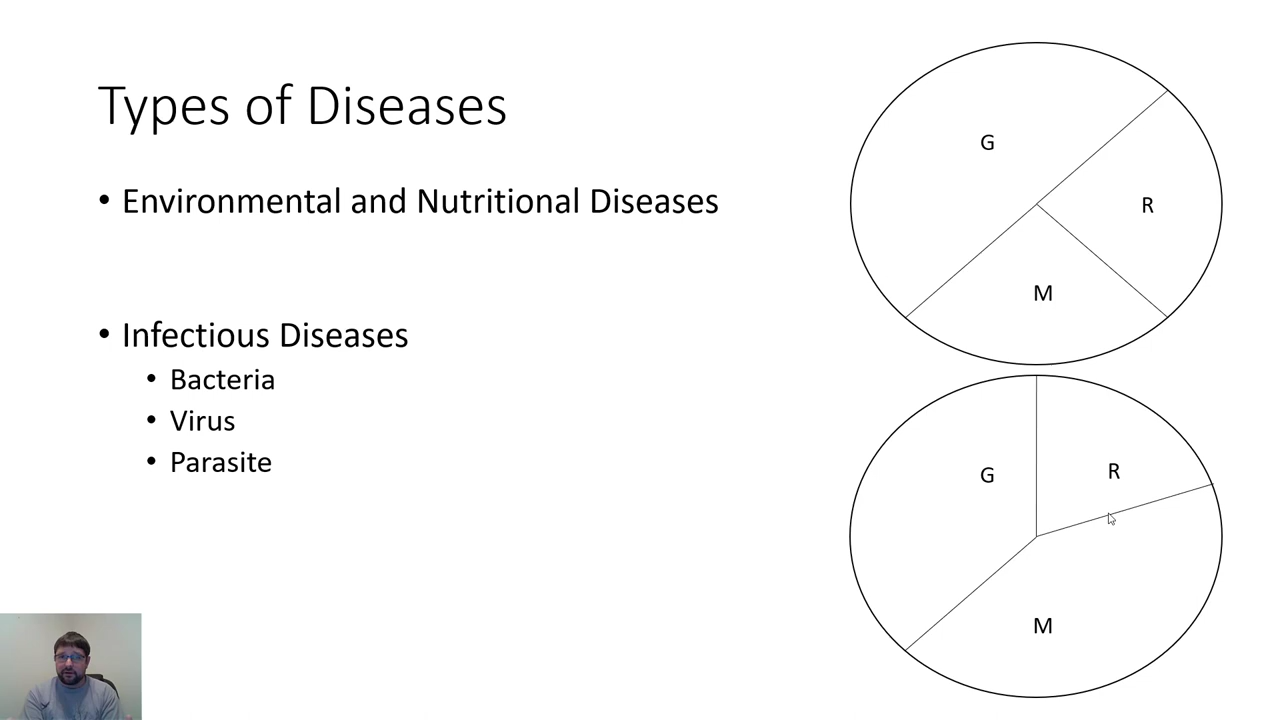 Types of Diseases
• Environmental and Nutritional Diseases
• Infectious Diseases
• Bacteria
• Virus
• Parasite
G
R
M
G
R
M